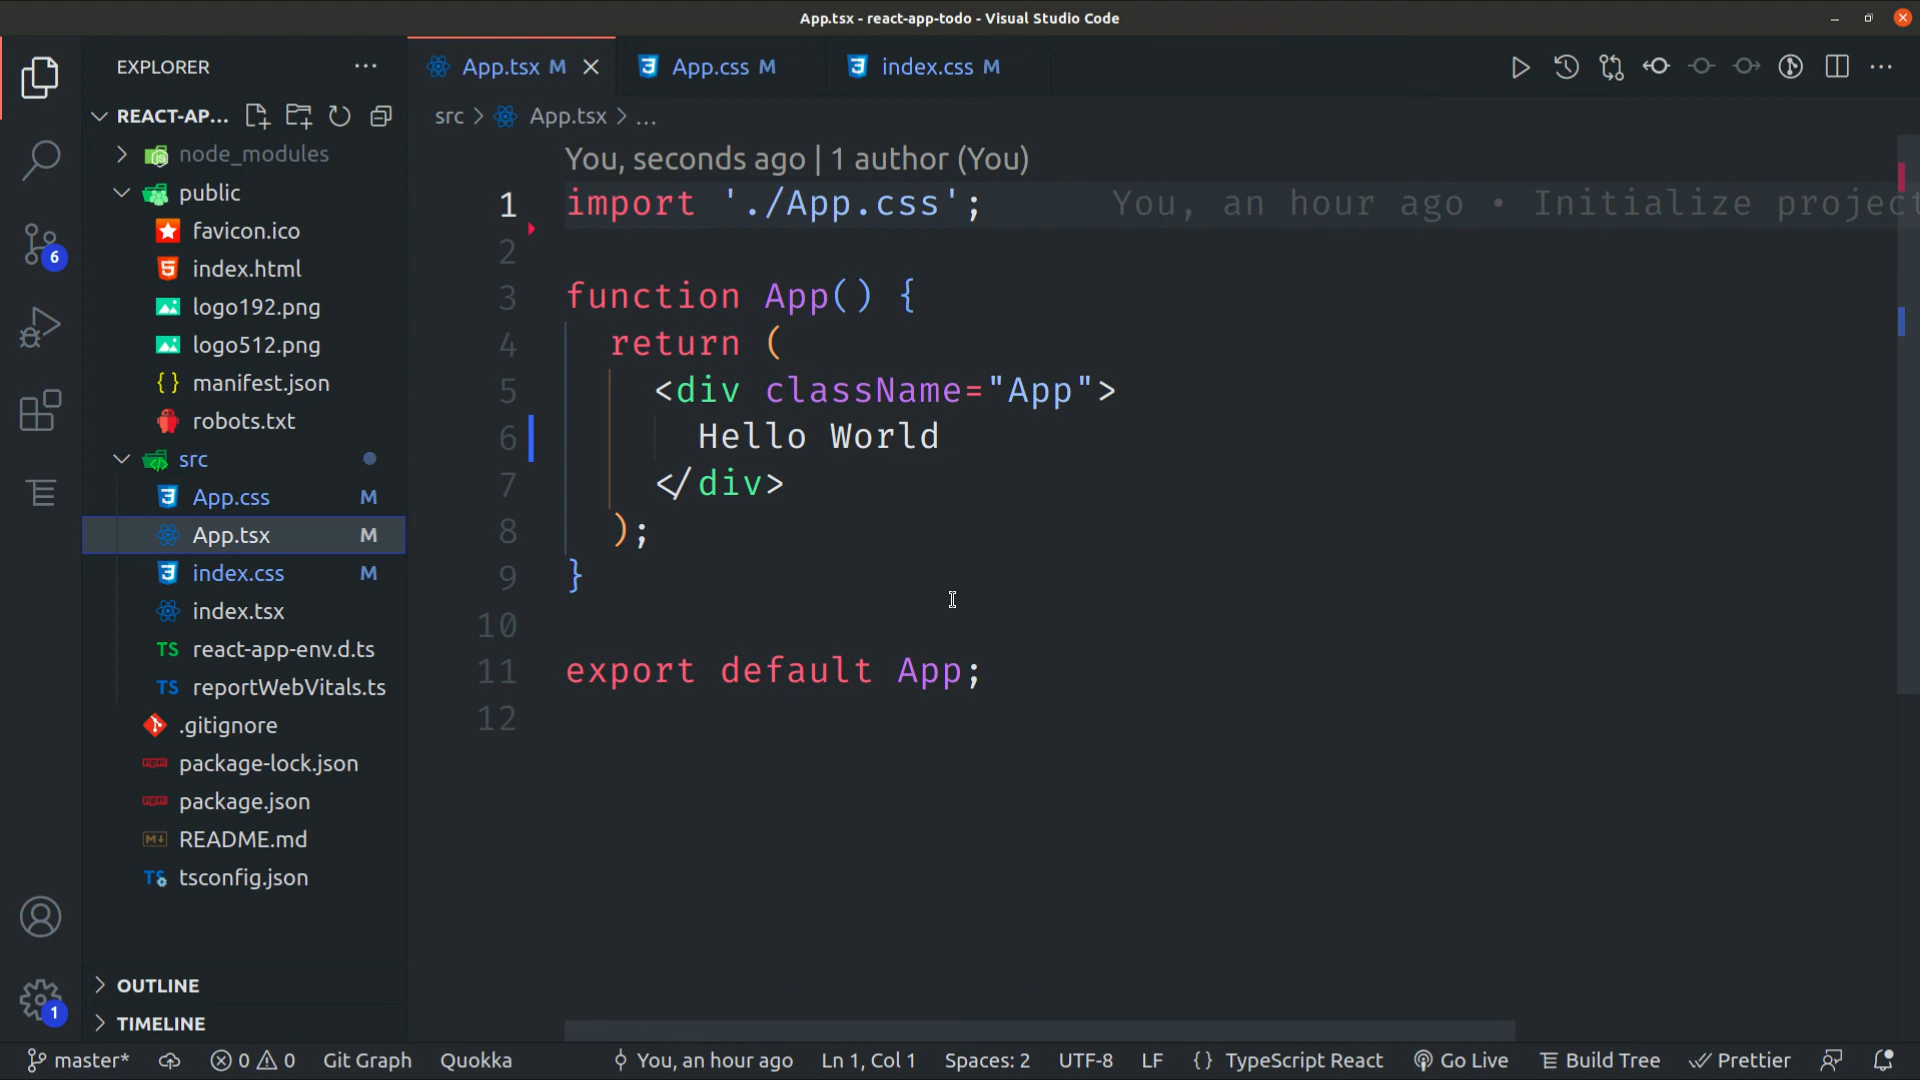 App.tsx - react-app-todo - Visual Studio Code
EXPLORER
REACT-AP...
node_modules
public
favicon.ico
index.html
logo192.png
logo512.png
{} manifest.json
robots.txt
src
App.css M
App.tsx M
index.css M
index.tsx
TS react-app-env.d.ts
TS reportWebVitals.ts
.gitignore
package-lock.json
package.json
README.md
TS tsconfig.json
OUTLINE
TIMELINE
6
1
App.tsx M
App.css M
index.css M
src > App.tsx > ...
You, seconds ago | 1 author (You)
1 import './App.css'; You, an hour ago • Initialize project
2
3 function App() {
4 return (
5 <div className="App">
6 Hello World
7 </div>
8 );
9 }
10
11 export default App;
12
master* 0 0 Git Graph Quokka You, an hour ago Ln 1, Col 1 Spaces: 2 UTF-8 LF {} TypeScript React Go Live Build Tree Prettier